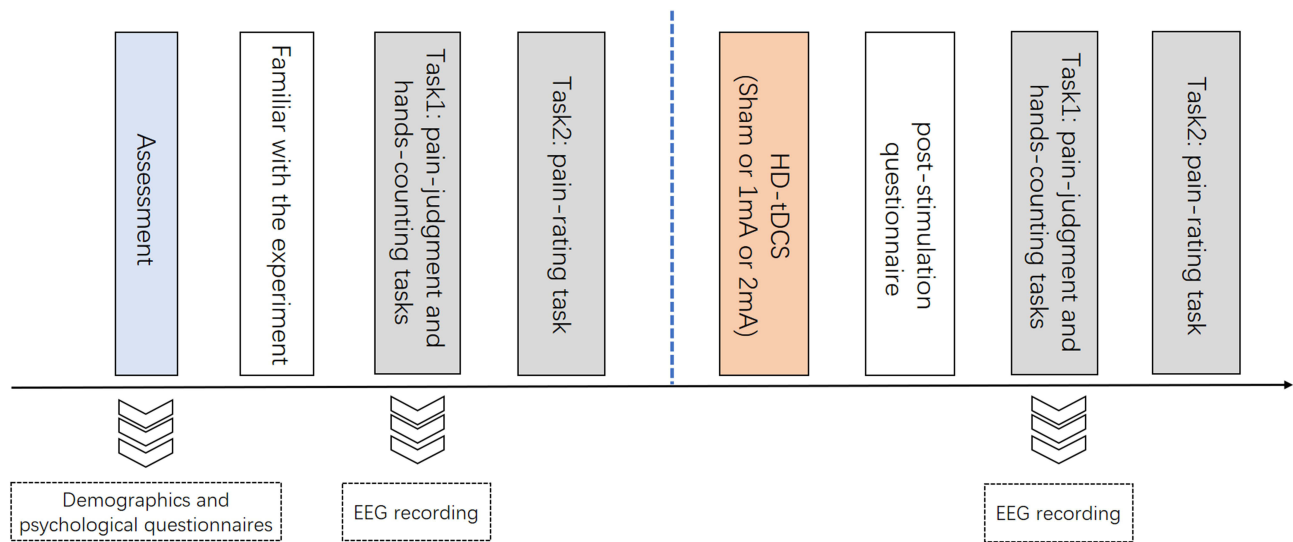 Assessment
Familiar with the experiment
Task1: pain-judgment and
hands-counting tasks
Task2: pain-rating task
HD-tDCS
(Sham or 1mA or 2mA)
post-stimulation
questionnaire
Task1: pain-judgment and
hands-counting tasks
Task2: pain-rating task
Demographics and
psychological questionnaires
EEG recording
EEG recording